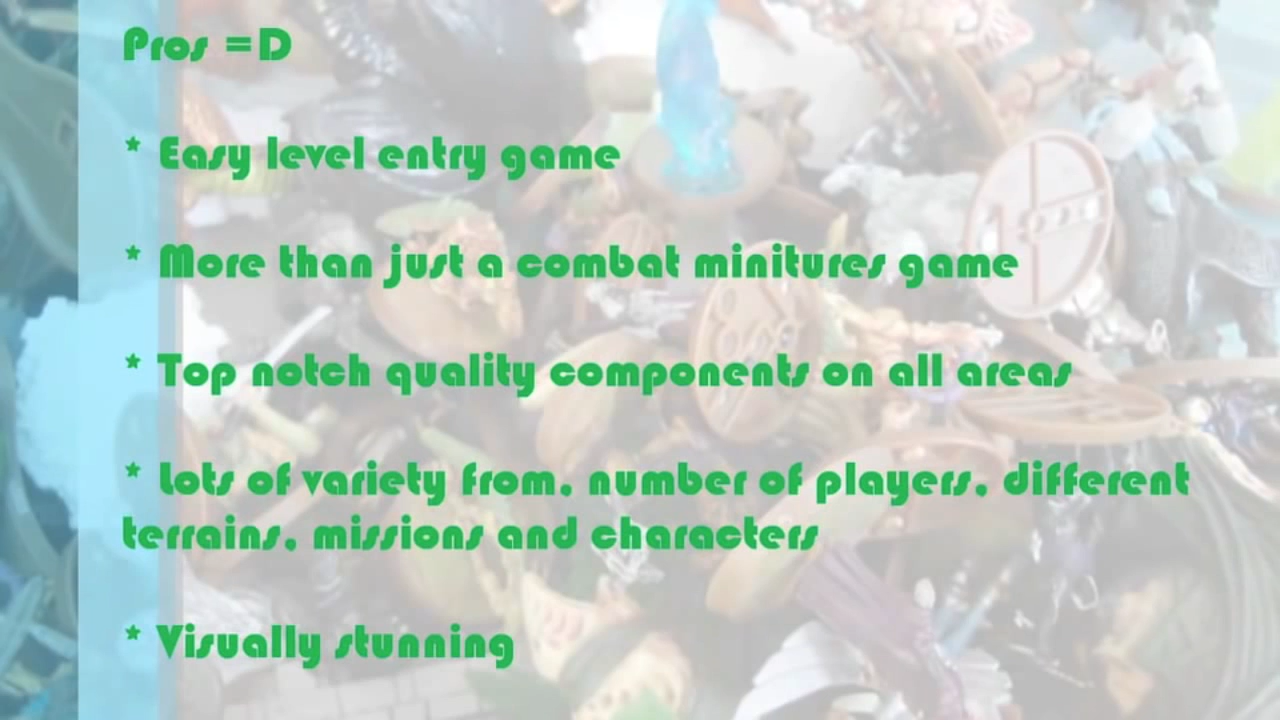 Pros =D
* Easy level entry game
* More than just a combat minitures game
* Top notch quality components on all areas
* Lots of variety from, number of players, different
terrains, missions and characters
* Visually stunning